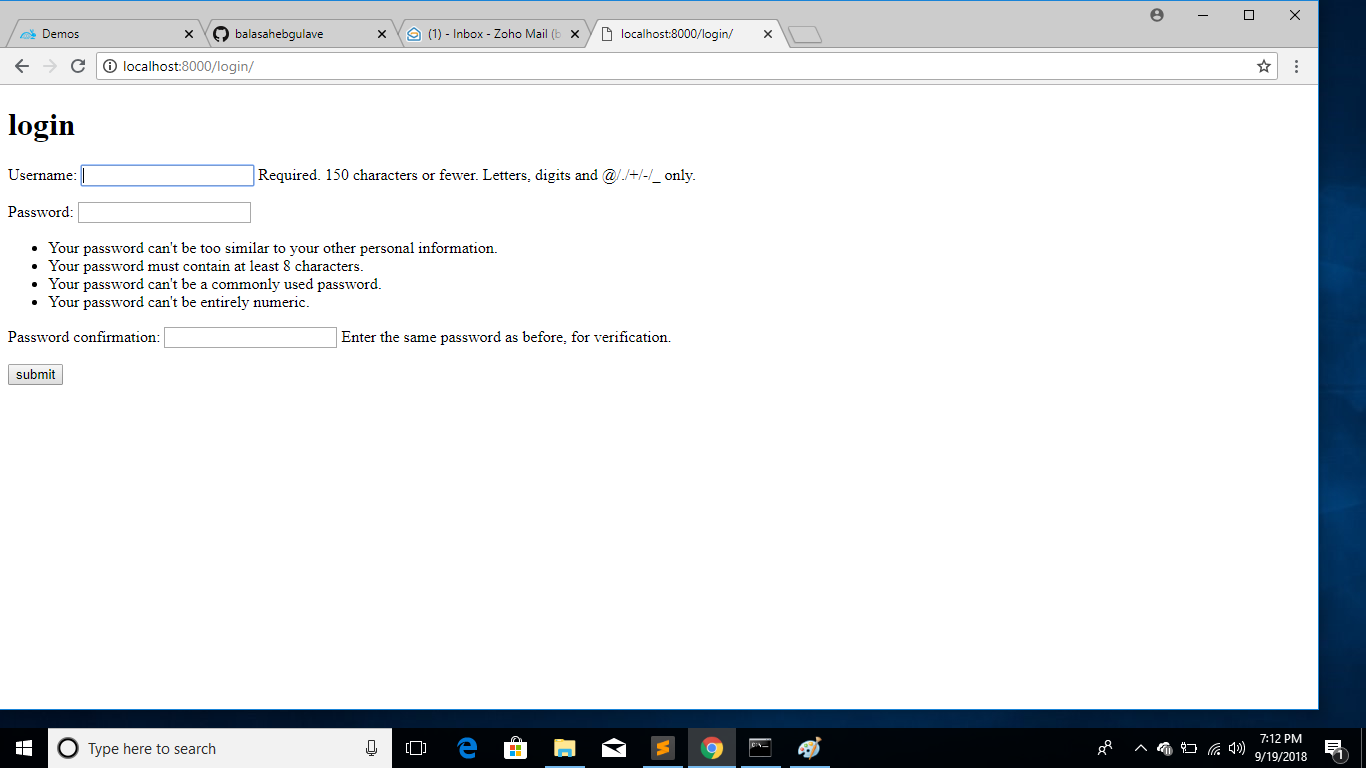 Demos
balasahebgulave
(1) - Inbox - Zoho Mail (b
localhost:8000/login/
localhost:8000/login/
login
Username: Required. 150 characters or fewer. Letters, digits and @/./+/-/_ only.
Password:
Your password can't be too similar to your other personal information.
Your password must contain at least 8 characters.
Your password can't be a commonly used password.
Your password can't be entirely numeric.
Password confirmation: Enter the same password as before, for verification.
submit
Type here to search
7:12 PM
9/19/2018
1